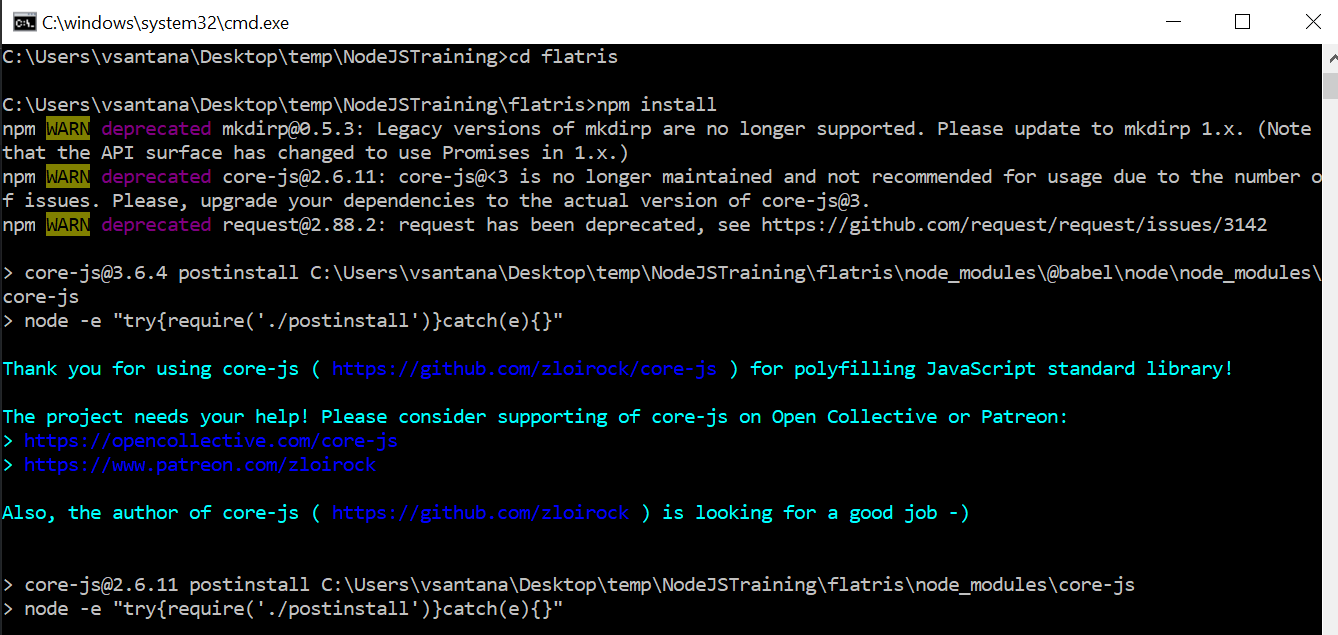 C:\windows\system32\cmd.exe
C:\Users\vsantana\Desktop\temp\NodeJSTraining>cd flatris
C:\Users\vsantana\Desktop\temp\NodeJSTraining\flatris>npm install
npm WARN deprecated mkdirp@0.5.3: Legacy versions of mkdirp are no longer supported. Please update to mkdirp 1.x. (Note
that the API surface has changed to use Promises in 1.x.)
npm WARN deprecated core-js@2.6.11: core-js@<3 is no longer maintained and not recommended for usage due to the number o
f issues. Please, upgrade your dependencies to the actual version of core-js@3.
npm WARN deprecated request@2.88.2: request has been deprecated, see https://github.com/request/request/issues/3142
> core-js@3.6.4 postinstall C:\Users\vsantana\Desktop\temp\NodeJSTraining\flatris\node_modules\@babel\node\node_modules\
core-js
> node -e "try{require('./postinstall')}catch(e){}"
Thank you for using core-js ( https://github.com/zloirock/core-js ) for polyfilling JavaScript standard library!
The project needs your help! Please consider supporting of core-js on Open Collective or Patreon:
> https://opencollective.com/core-js
> https://www.patreon.com/zloirock
Also, the author of core-js ( https://github.com/zloirock ) is looking for a good job -)
> core-js@2.6.11 postinstall C:\Users\vsantana\Desktop\temp\NodeJSTraining\flatris\node_modules\core-js
> node -e "try{require('./postinstall')}catch(e){}"